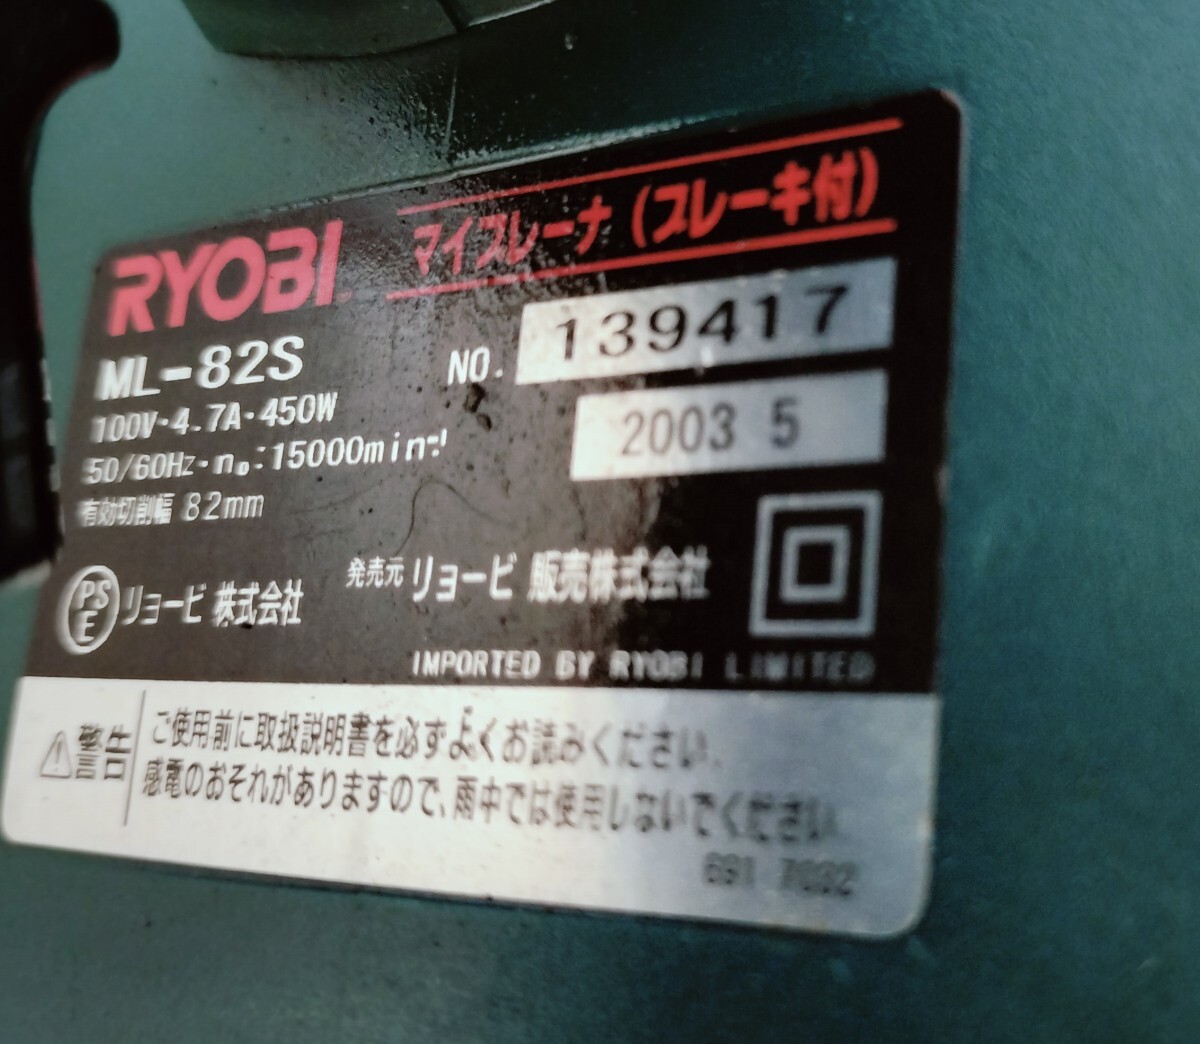 RYOBI
マイプレーナ(ブレーキ付)
ML-82S
NO. 139417
100V・4.7A・450W
2003 5
50/60Hz・n₀:15000min⁻¹
有効切削幅 82mm
PS
E
リョービ 株式会社
発売元 リョービ 販売株式会社
IMPORTED BY RYOBI LIMITED
警告
ご使用前に取扱説明書を必ずよくお読みください。
感電のおそれがありますので、雨中では使用しないでください。
691 7032